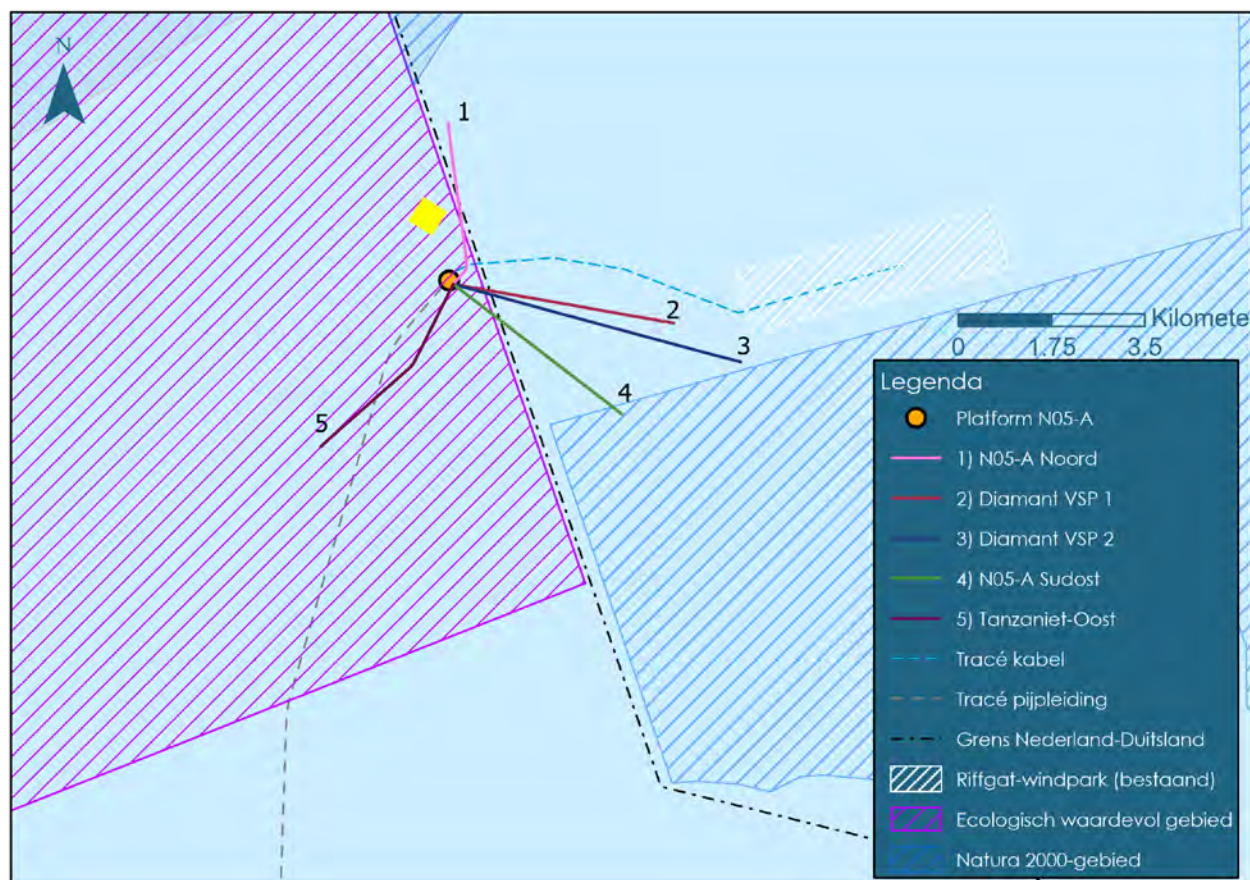 N
1
2
3
4
5
Kilomete
0 1.75 3.5
Legenda
Platform N05-A
1) N05-A Noord
2) Diamant VSP 1
3) Diamant VSP 2
4) N05-A Sudost
5) Tanzaniet-Oost
Tracé kabel
Tracé pijpleiding
Grens Nederland-Duitsland
Riffgat-windpark (bestaand)
Ecologisch waardevol gebied
Natura 2000-gebied